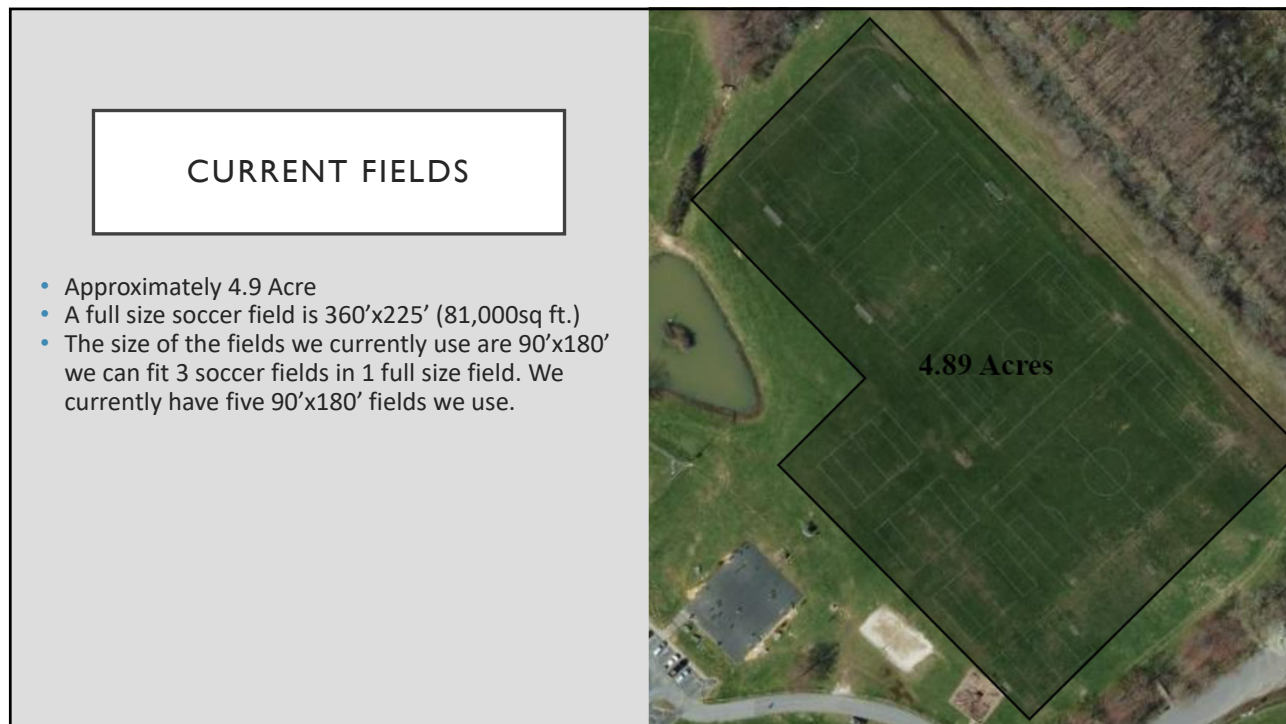 CURRENT FIELDS
• Approximately 4.9 Acre
• A full size soccer field is 360’x225’ (81,000sq ft.)
• The size of the fields we currently use are 90’x180’
we can fit 3 soccer fields in 1 full size field. We
currently have five 90’x180’ fields we use.
4.89 Acres